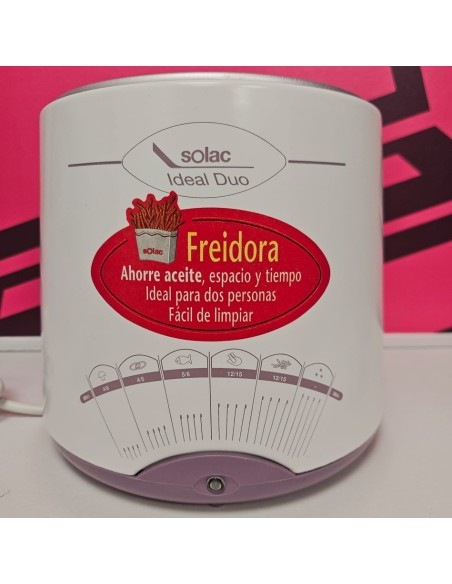 solac
Ideal Duo
solac
Freidora
Ahorre aceite, espacio y tiempo
Ideal para dos personas
Fácil de limpiar
4/5 5/6 12/15 12/15